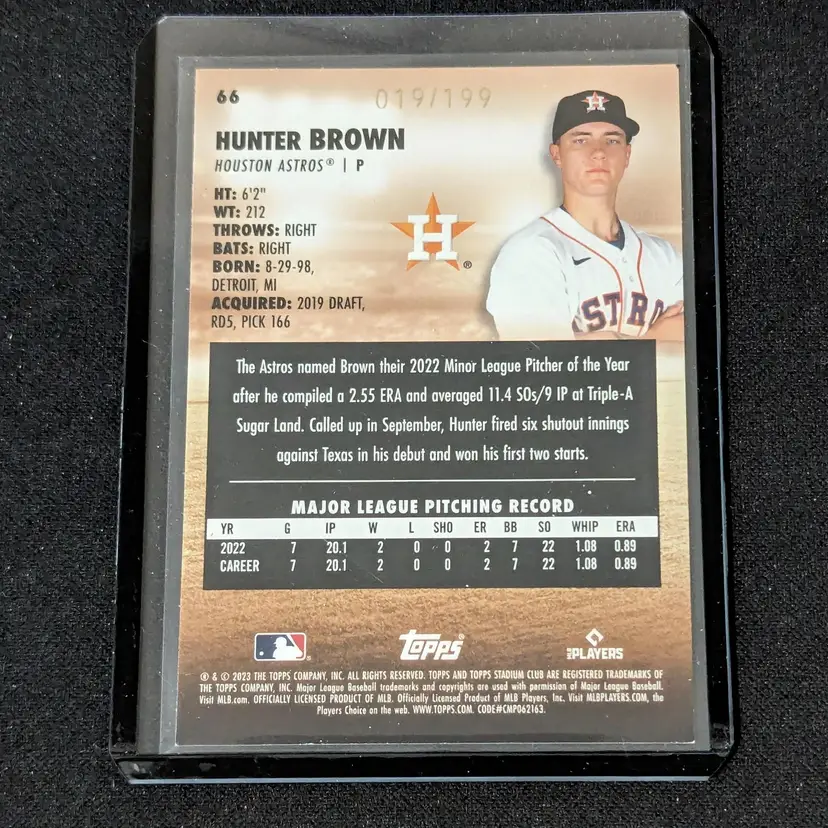 66
019/199
HUNTER BROWN
HOUSTON ASTROS® | P
HT: 6'2"
WT: 212
THROWS: RIGHT
BATS: RIGHT
BORN: 8-29-98,
DETROIT, MI
ACQUIRED: 2019 DRAFT,
RD5, PICK 166
H
®
H
ASTRO
The Astros named Brown their 2022 Minor League Pitcher of the Year
after he compiled a 2.55 ERA and averaged 11.4 SOs/9 IP at Triple-A
Sugar Land. Called up in September, Hunter fired six shutout innings
against Texas in his debut and won his first two starts.
MAJOR LEAGUE PITCHING RECORD
YR G IP W L SHO ER BB SO WHIP ERA
2022 7 20.1 2 0 0 2 7 22 1.08 0.89
CAREER 7 20.1 2 0 0 2 7 22 1.08 0.89
topps®
MLB PLAYERS
® & © 2023 THE TOPPS COMPANY, INC. ALL RIGHTS RESERVED. TOPPS AND TOPPS STADIUM CLUB ARE REGISTERED TRADEMARKS OF
THE TOPPS COMPANY, INC. Major League Baseball trademarks and copyrights are used with permission of Major League Baseball.
Visit MLB.com. OFFICIALLY LICENSED PRODUCT OF MLB. Officially Licensed Product of MLB Players, Inc. Visit MLBPLAYERS.COM, the
Players Choice on the web. WWW.TOPPS.COM. CODE#CMP062163.